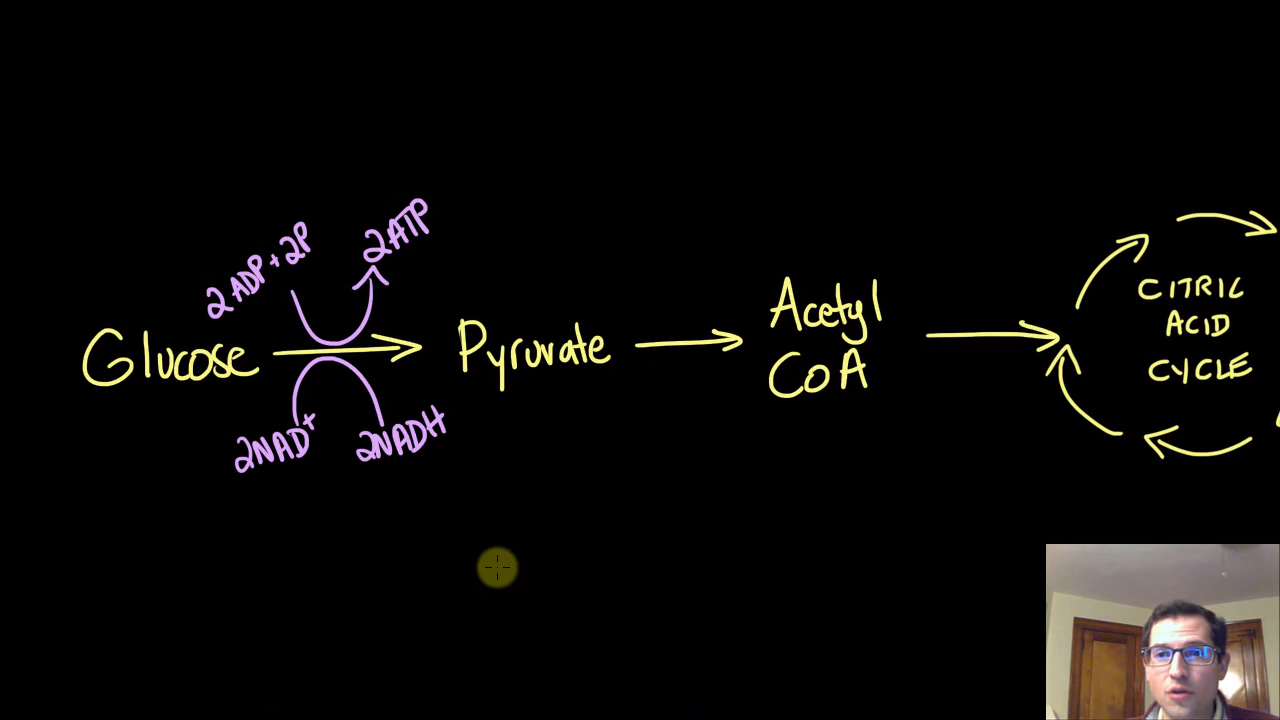 2ADP+2P
2ATP
Glucose
Pyruvate
Acetyl
CoA
CITRIC
ACID
CYCLE
2NAD+
2NADH